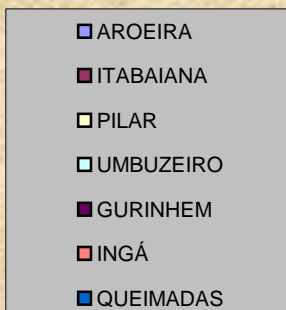 AROEIRA
ITABAIANA
PILAR
UMBUZEIRO
GURINHEM
INGÁ
QUEIMADAS